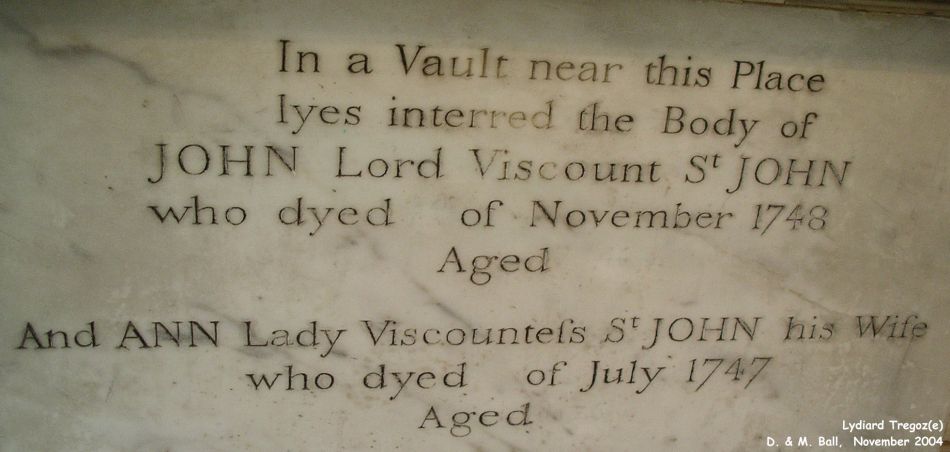 In a Vault near this Place
lyes interred the Body of
JOHN Lord Viscount St JOHN
who dyed of November 1748
Aged
And ANN Lady Viscounteſs St JOHN his Wife
who dyed of July 1747
Aged
Lydiard Tregoz(e)
D. & M. Ball, November 2004